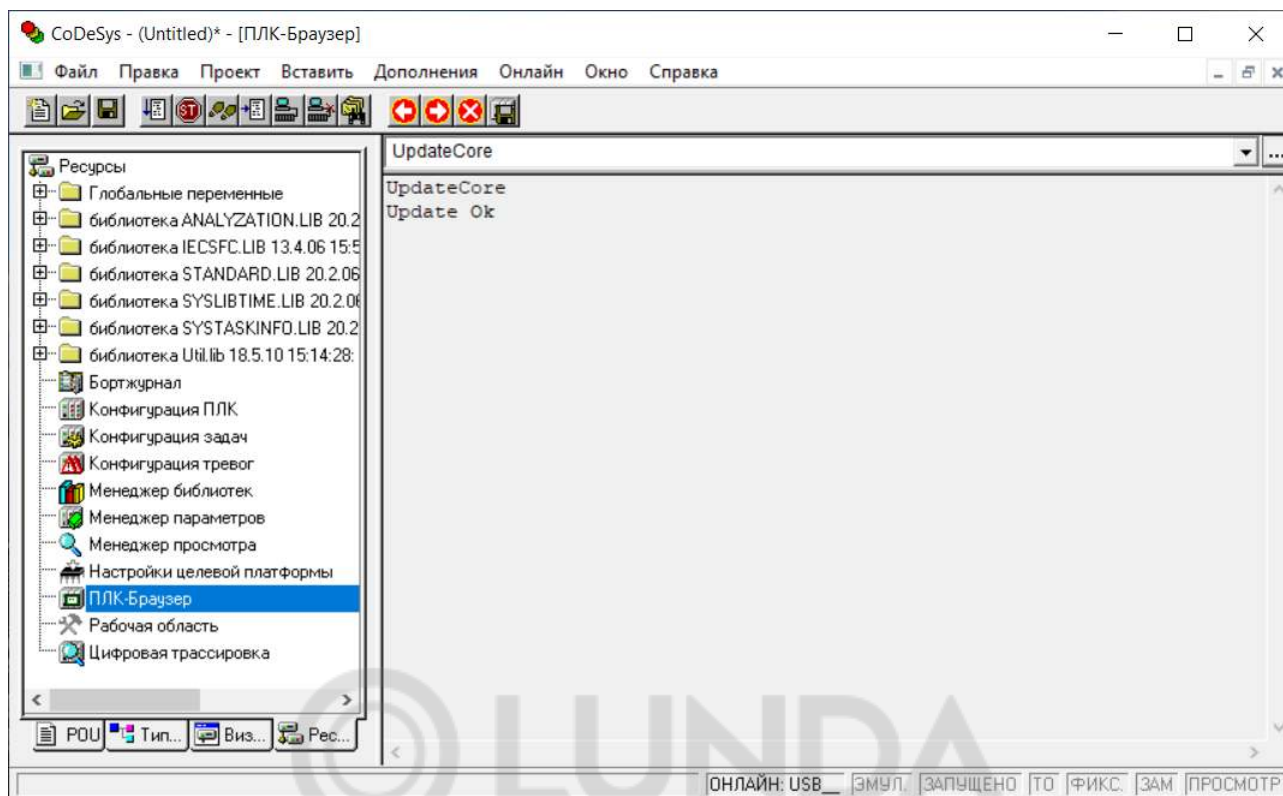 CoDeSys - (Untitled)* - [ПЛК-Браузер]
Файл Правка Проект Вставить Дополнения Онлайн Окно Справка
UpdateCore
...
UpdateCore
Update Ok
Ресурсы
Глобальные переменные
библиотека ANALYZATION.LIB 20.2
библиотека IECSFC.LIB 13.4.06 15:5
библиотека STANDARD.LIB 20.2.06
библиотека SYSLIBTIME.LIB 20.2.06
библиотека SYSTASKINFO.LIB 20.2
библиотека Util.lib 18.5.10 15:14:28:
Бортжурнал
Конфигурация ПЛК
Конфигурация задач
Конфигурация тревог
Менеджер библиотек
Менеджер параметров
Менеджер просмотра
Настройки целевой платформы
ПЛК-Браузер
Рабочая область
Цифровая трассировка
POU Тип... Виз... Рес...
LUNDA
ОНЛАЙН: USB__ ЭМУЛ. ЗАПУЩЕНО ТО ФИКС. ЗАМ ПРОСМОТР